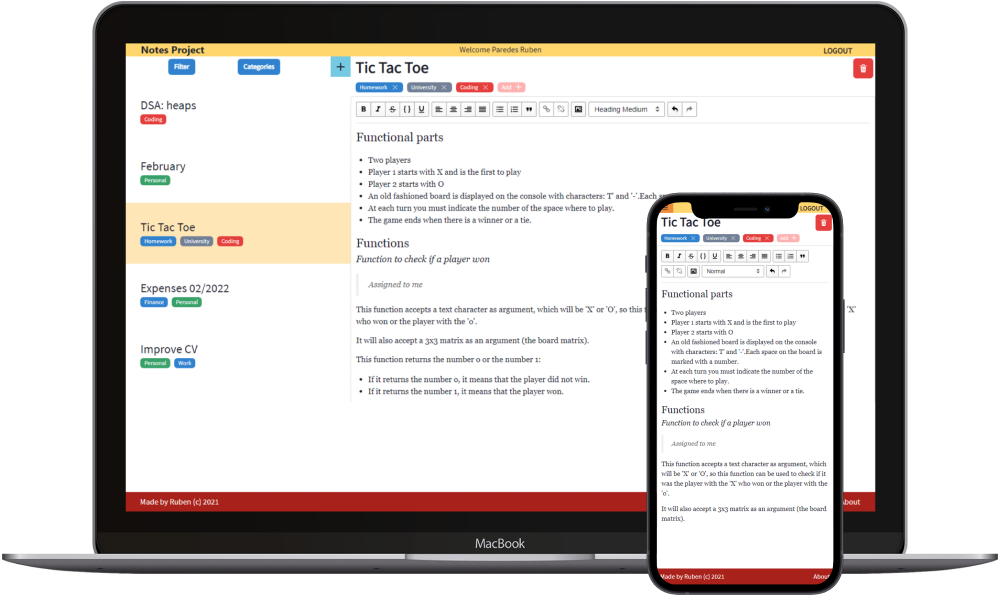 Notes Project
Welcome Paredes Ruben
LOGOUT
Filter
Categories
+
DSA: heaps
Coding
February
Personal
Tic Tac Toe
Homework University Coding
Expenses 02/2022
Finance Personal
Improve CV
Personal Work
Tic Tac Toe
Homework × University × Coding × Add +
B I S { } U
Heading Medium
Functional parts
• Two players
• Player 1 starts with X and is the first to play
• Player 2 starts with O
• An old fashioned board is displayed on the console with characters: 'I' and '-'.Each
• At each turn you must indicate the number of the space where to play.
• The game ends when there is a winner or a tie.
Functions
Function to check if a player won
Assigned to me
This function accepts a text character as argument, which will be 'X' or 'O', so this 'X'
who won or the player with the 'o'.
It will also accept a 3x3 matrix as an argument (the board matrix).
This function returns the number 0 or the number 1:
• If it returns the number 0, it means that the player did not win.
• If it returns the number 1, it means that the player won.
Made by Ruben (c) 2021
About
MacBook
LOGOUT
Tic Tac Toe
Homework × University × Coding × Add +
B I S { } U
Normal
Functional parts
• Two players
• Player 1 starts with X and is the first to play
• Player 2 starts with O
• An old fashioned board is displayed on the console
with characters: 'I' and '-'.Each space on the board is
marked with a number.
• At each turn you must indicate the number of the
space where to play.
• The game ends when there is a winner or a tie.
Functions
Function to check if a player won
Assigned to me
This function accepts a text character as argument, which
will be 'X' or 'O', so this function can be used to check if it
was the player with the 'X' who won or the player with the
'o'.
It will also accept a 3x3 matrix as an argument (the board
matrix).
Made by Ruben (c) 2021
About